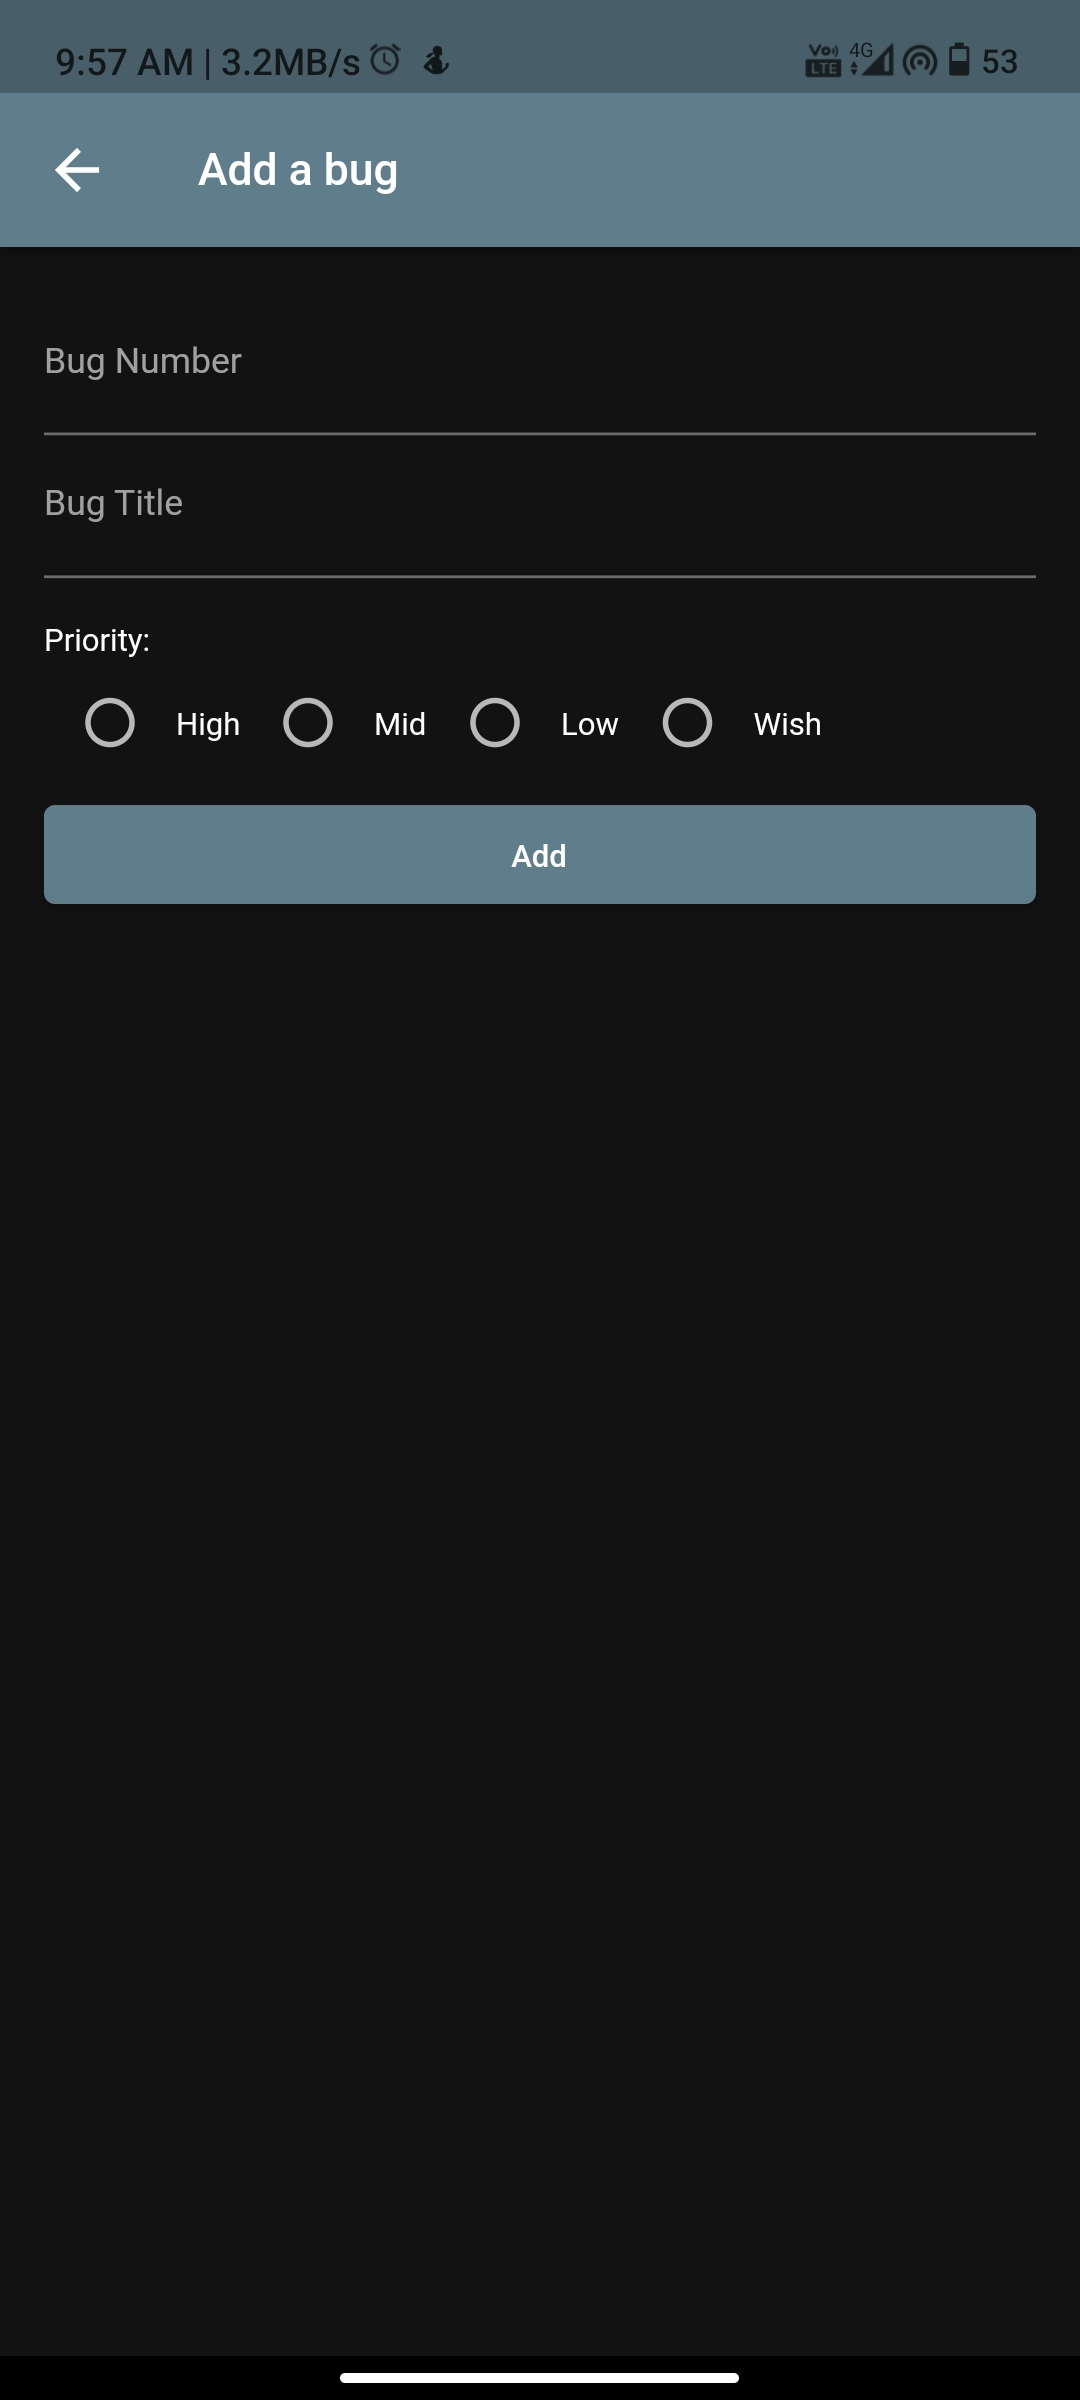 9:57 AM | 3.2MB/s Vo LTE 4G 53
Add a bug
Bug Number
Bug Title
Priority:
High Mid Low Wish
Add